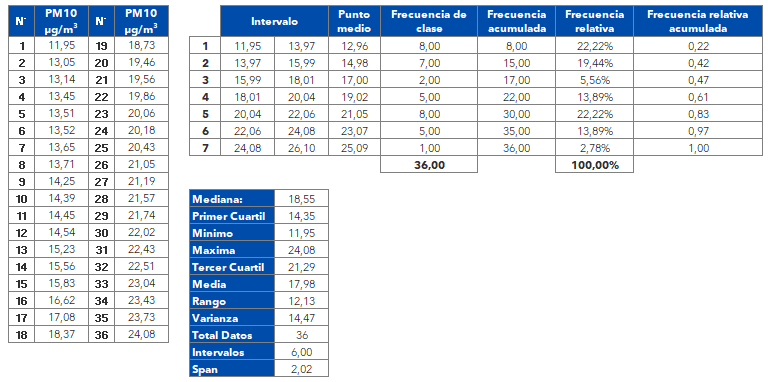 N° PM10 µg/m³ N° PM10 µg/m³
1 11,95 19 18,73
2 13,05 20 19,46
3 13,14 21 19,56
4 13,45 22 19,86
5 13,51 23 20,06
6 13,52 24 20,18
7 13,65 25 20,43
8 13,71 26 21,05
9 14,25 27 21,19
10 14,39 28 21,57
11 14,45 29 21,74
12 14,54 30 22,02
13 15,23 31 22,43
14 15,56 32 22,51
15 15,83 33 23,04
16 16,62 34 23,43
17 17,08 35 23,73
18 18,37 36 24,08
Intervalo Punto medio Frecuencia de clase Frecuencia acumulada Frecuencia relativa Frecuencia relativa acumulada
1 11,95 13,97 12,96 8,00 8,00 22,22% 0,22
2 13,97 15,99 14,98 7,00 15,00 19,44% 0,42
3 15,99 18,01 17,00 2,00 17,00 5,56% 0,47
4 18,01 20,04 19,02 5,00 22,00 13,89% 0,61
5 20,04 22,06 21,05 8,00 30,00 22,22% 0,83
6 22,06 24,08 23,07 5,00 35,00 13,89% 0,97
7 24,08 26,10 25,09 1,00 36,00 2,78% 1,00
36,00 100,00%
Mediana: 18,55
Primer Cuartil 14,35
Minimo 11,95
Maxima 24,08
Tercer Cuartil 21,29
Media 17,98
Rango 12,13
Varianza 14,47
Total Datos 36
Intervalos 6,00
Span 2,02